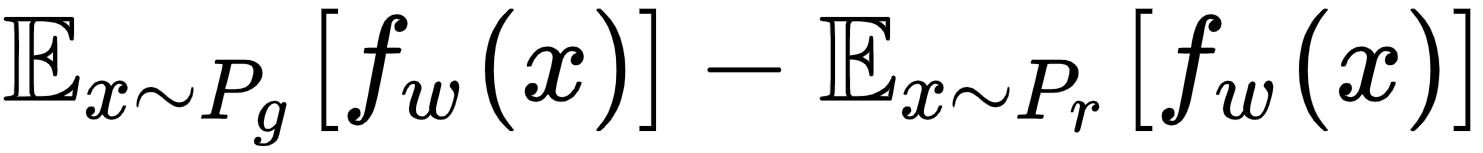 𝔼_{x∼P_g}[f_w(x)] − 𝔼_{x∼P_r}[f_w(x)]